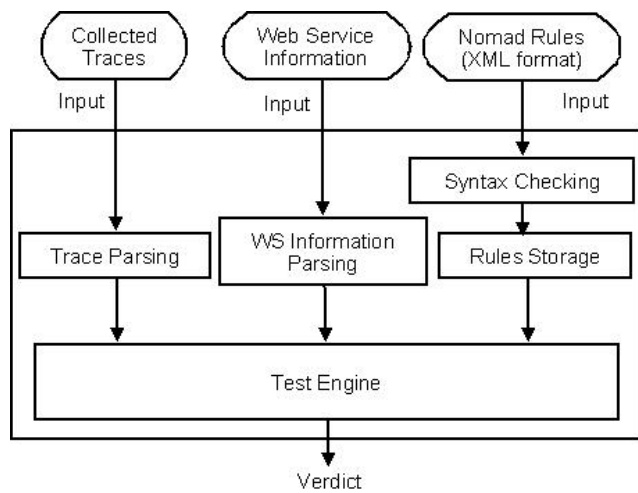 Collected
Traces
Web Service
Information
Nomad Rules
(XML format)
Input
Input
Input
Syntax Checking
Trace Parsing
WS Information
Parsing
Rules Storage
Test Engine
Verdict